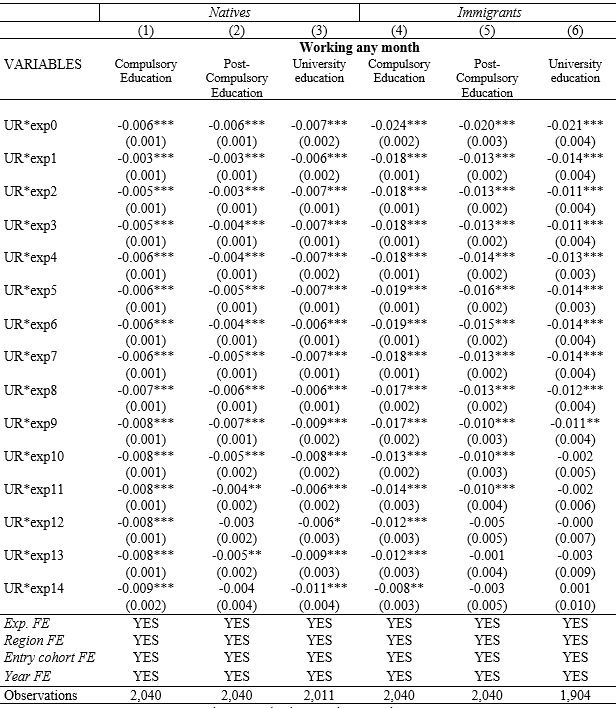 Natives Immigrants
(1) (2) (3) (4) (5) (6)
Working any month
VARIABLES Compulsory Education Post-Compulsory Education University education Compulsory Education Post-Compulsory Education University education
UR*exp0 -0.006*** -0.006*** -0.007*** -0.024*** -0.020*** -0.021***
(0.001) (0.001) (0.002) (0.002) (0.003) (0.004)
UR*exp1 -0.003*** -0.003*** -0.006*** -0.018*** -0.013*** -0.014***
(0.001) (0.001) (0.002) (0.001) (0.002) (0.004)
UR*exp2 -0.005*** -0.003*** -0.007*** -0.018*** -0.013*** -0.011***
(0.001) (0.001) (0.001) (0.001) (0.002) (0.004)
UR*exp3 -0.005*** -0.004*** -0.007*** -0.018*** -0.013*** -0.011***
(0.001) (0.001) (0.001) (0.001) (0.002) (0.004)
UR*exp4 -0.006*** -0.004*** -0.007*** -0.018*** -0.014*** -0.013***
(0.001) (0.001) (0.002) (0.001) (0.002) (0.003)
UR*exp5 -0.006*** -0.005*** -0.007*** -0.019*** -0.016*** -0.014***
(0.001) (0.001) (0.001) (0.001) (0.002) (0.003)
UR*exp6 -0.006*** -0.004*** -0.006*** -0.019*** -0.015*** -0.014***
(0.001) (0.001) (0.001) (0.001) (0.002) (0.004)
UR*exp7 -0.006*** -0.005*** -0.007*** -0.018*** -0.013*** -0.014***
(0.001) (0.001) (0.001) (0.001) (0.002) (0.004)
UR*exp8 -0.007*** -0.006*** -0.006*** -0.017*** -0.013*** -0.012***
(0.001) (0.001) (0.001) (0.002) (0.002) (0.004)
UR*exp9 -0.008*** -0.007*** -0.009*** -0.017*** -0.010*** -0.011**
(0.001) (0.001) (0.002) (0.002) (0.003) (0.004)
UR*exp10 -0.008*** -0.005*** -0.008*** -0.013*** -0.010*** -0.002
(0.001) (0.002) (0.002) (0.002) (0.003) (0.005)
UR*exp11 -0.008*** -0.004** -0.006*** -0.014*** -0.010*** -0.002
(0.001) (0.002) (0.002) (0.003) (0.004) (0.006)
UR*exp12 -0.008*** -0.003 -0.006* -0.012*** -0.005 -0.000
(0.001) (0.002) (0.003) (0.003) (0.005) (0.007)
UR*exp13 -0.008*** -0.005** -0.009*** -0.012*** -0.001 -0.003
(0.001) (0.002) (0.003) (0.003) (0.004) (0.009)
UR*exp14 -0.009*** -0.004 -0.011*** -0.008** -0.003 0.001
(0.002) (0.004) (0.004) (0.003) (0.005) (0.010)
Exp. FE YES YES YES YES YES YES
Region FE YES YES YES YES YES YES
Entry cohort FE YES YES YES YES YES YES
Year FE YES YES YES YES YES YES
Observations 2,040 2,040 2,011 2,040 2,040 1,904